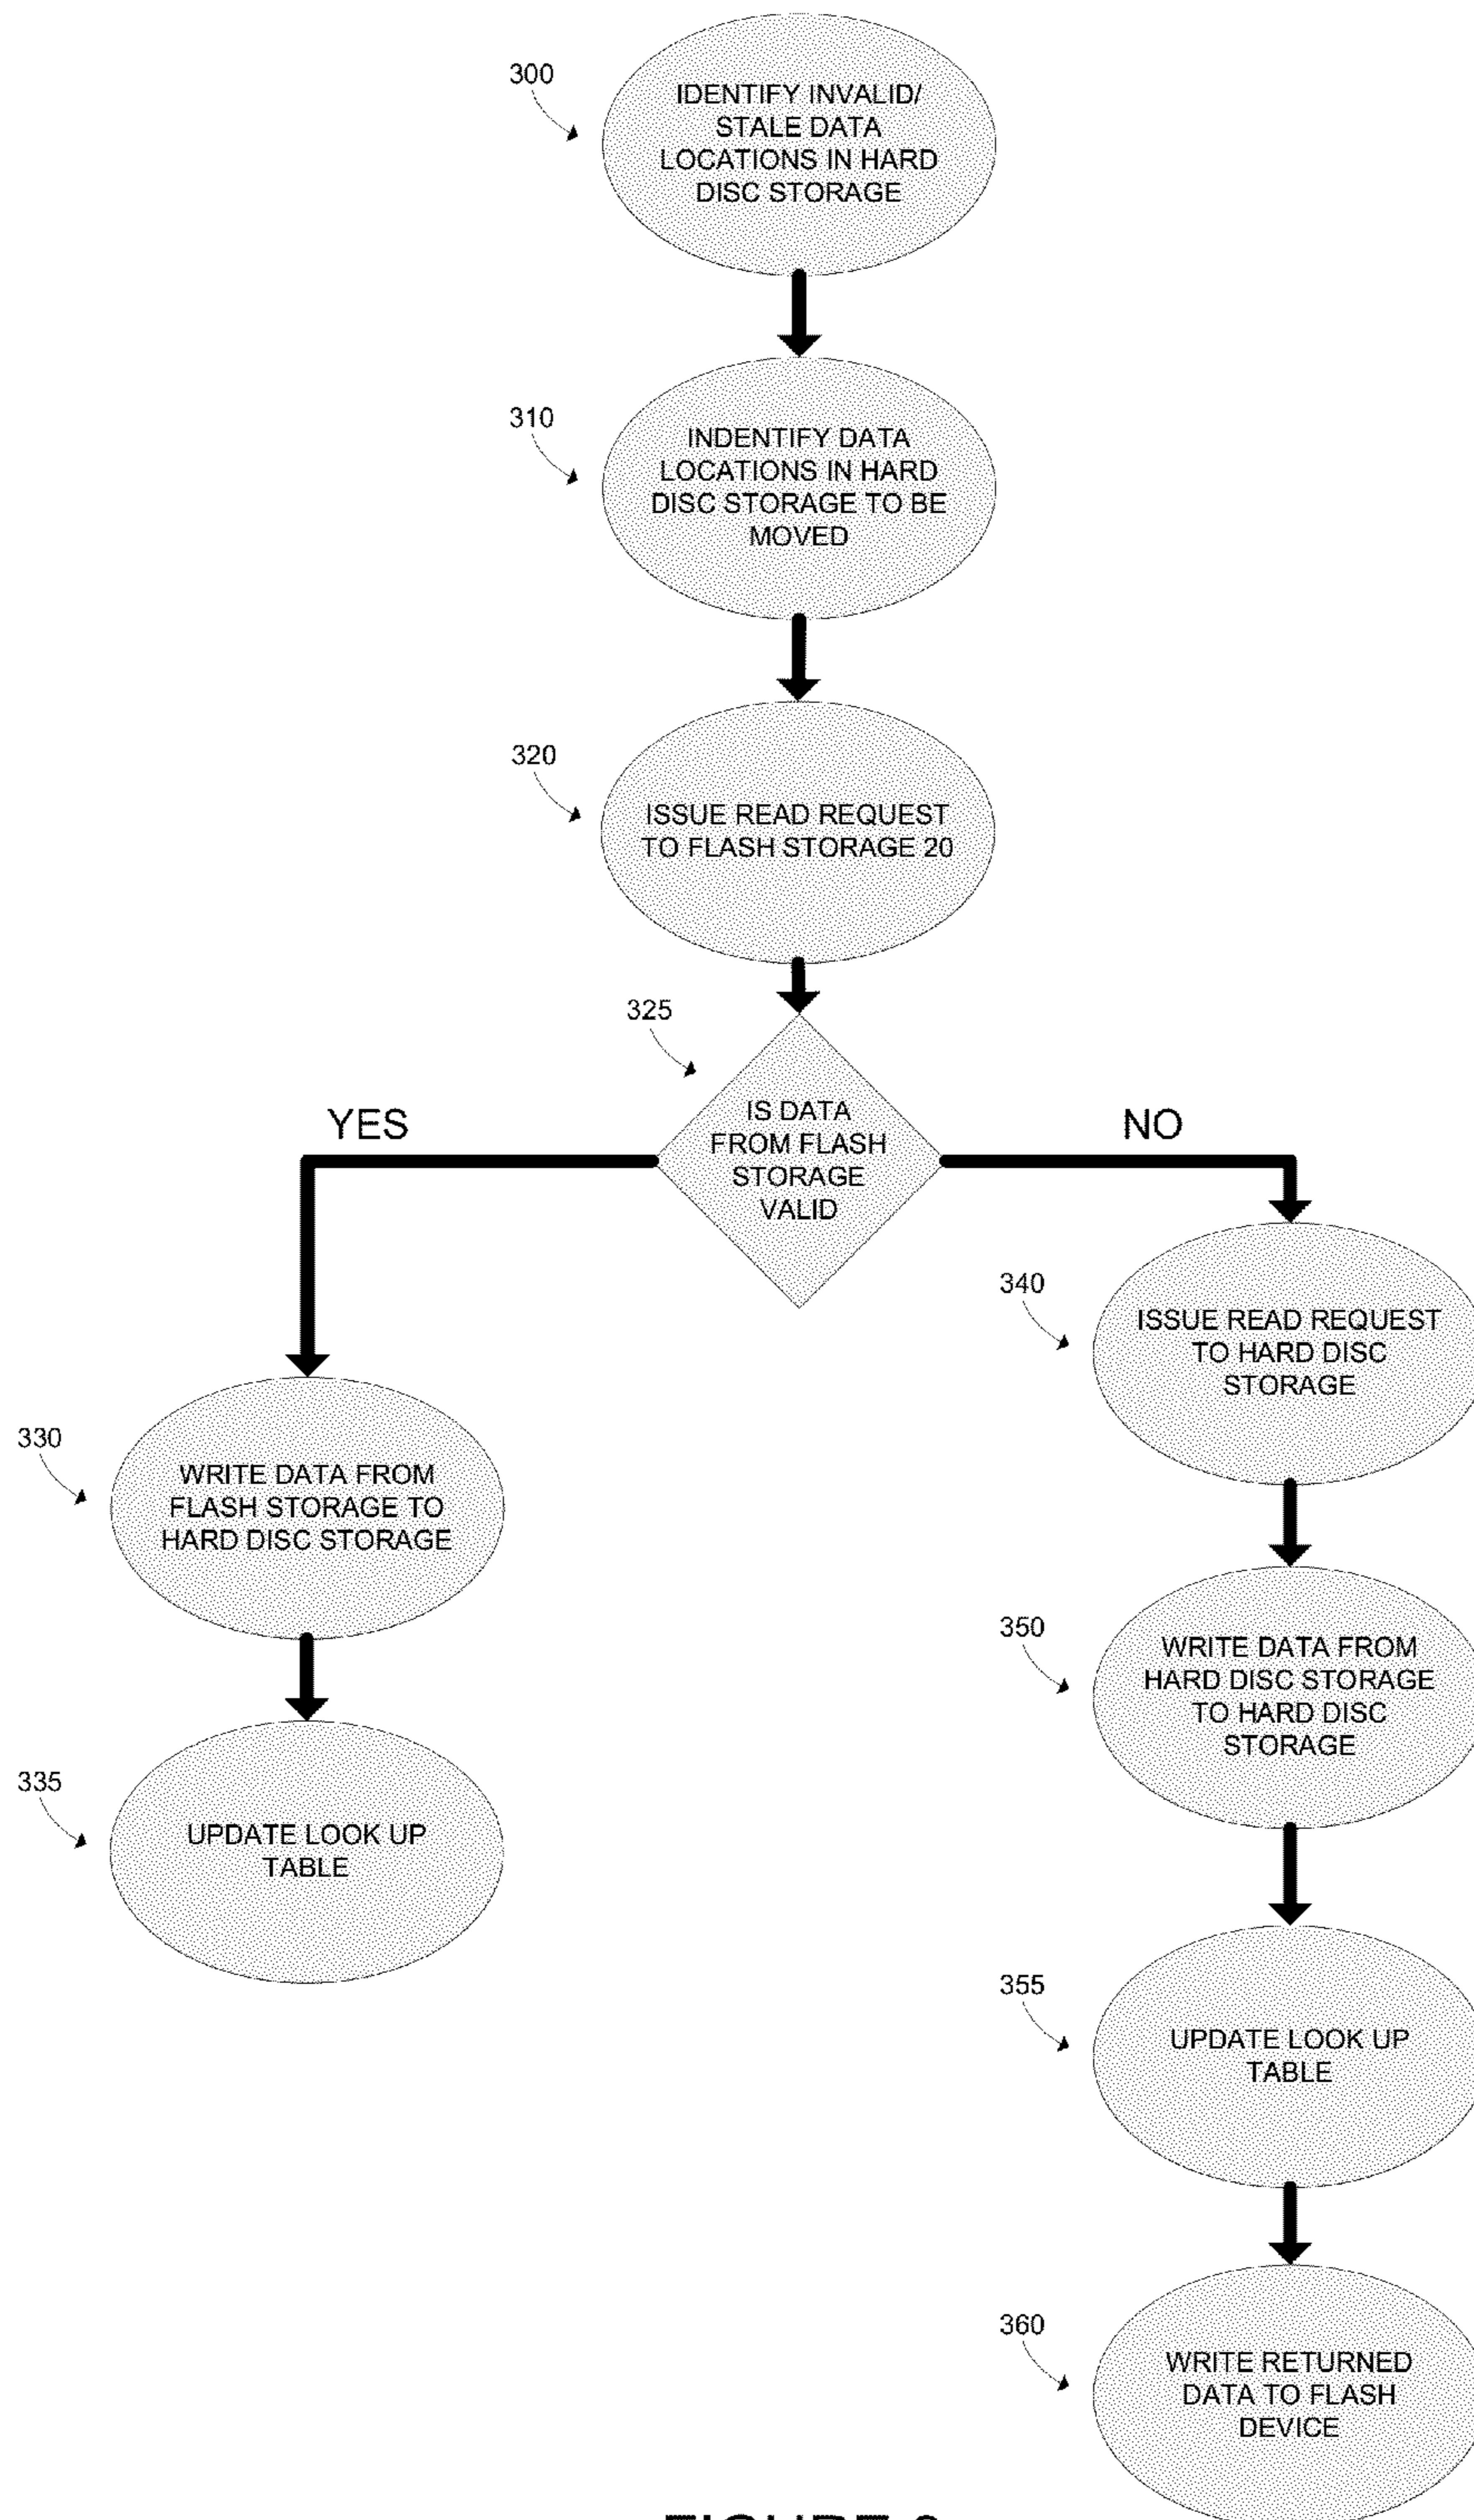 300
IDENTIFY INVALID/
STALE DATA
LOCATIONS IN HARD
DISC STORAGE
310
INDENTIFY DATA
LOCATIONS IN HARD
DISC STORAGE TO BE
MOVED
320
ISSUE READ REQUEST
TO FLASH STORAGE 20
325
IS DATA
FROM FLASH
STORAGE
VALID
YES
NO
340
ISSUE READ REQUEST
TO HARD DISC
STORAGE
330
WRITE DATA FROM
FLASH STORAGE TO
HARD DISC STORAGE
350
WRITE DATA FROM
HARD DISC STORAGE
TO HARD DISC
STORAGE
335
UPDATE LOOK UP
TABLE
355
UPDATE LOOK UP
TABLE
360
WRITE RETURNED
DATA TO FLASH
DEVICE
FIGURE